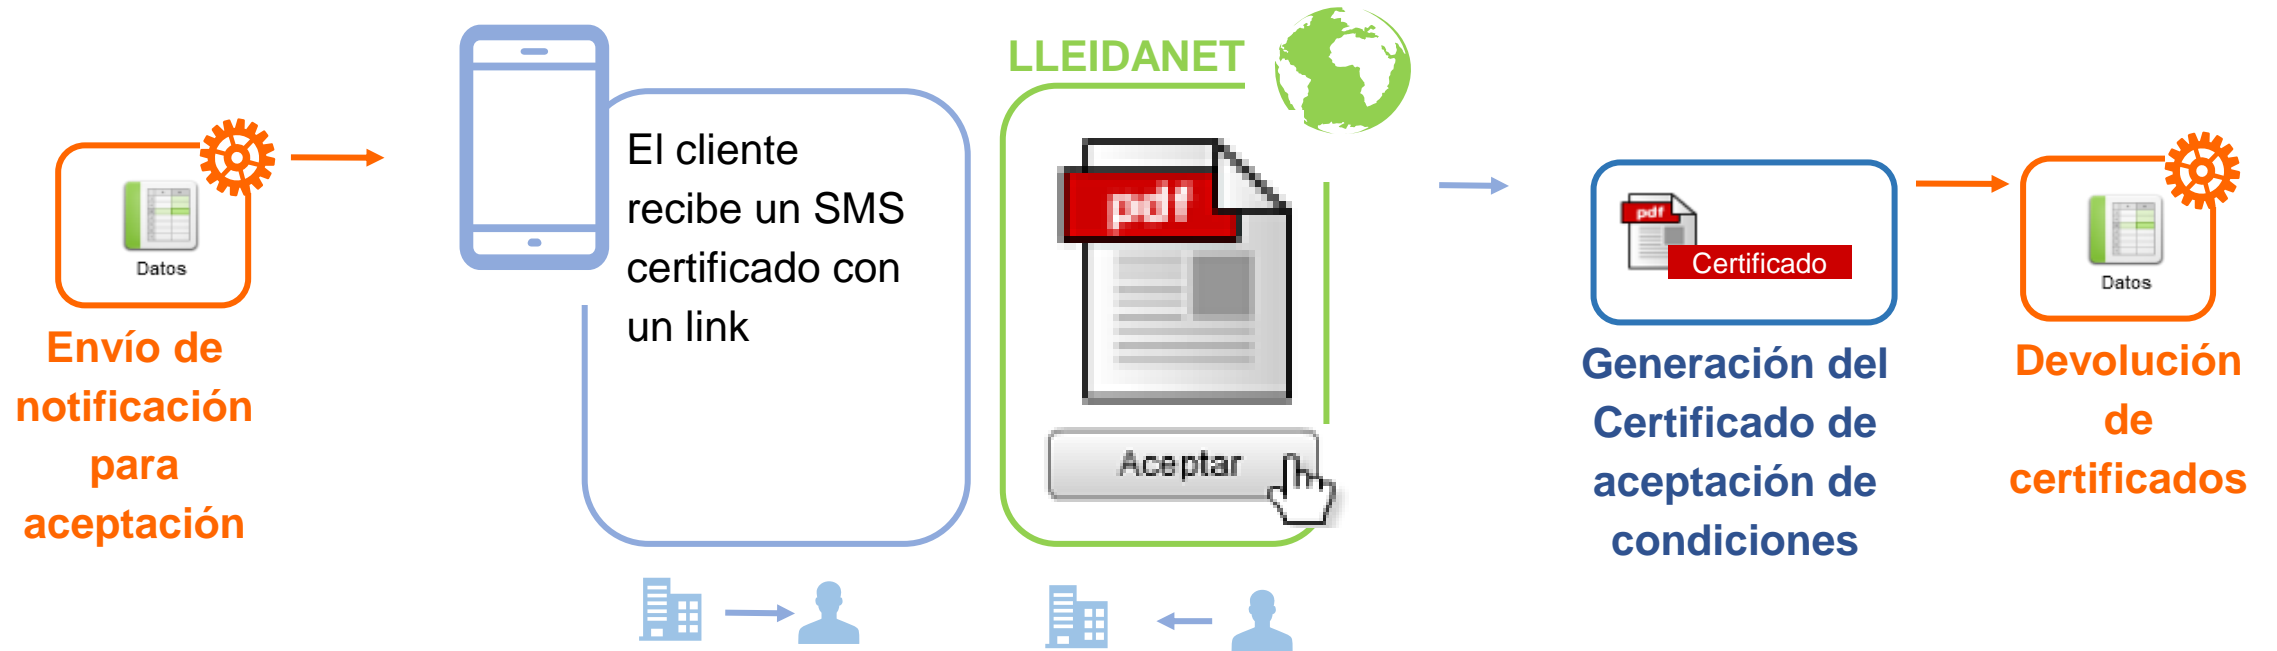 Datos
Envío de
notificación
para
aceptación
El cliente
recibe un SMS
certificado con
un link
LLEIDANET
pdf
Aceptar
pdf
Certificado
Generación del
Certificado de
aceptación de
condiciones
Datos
Devolución
de
certificados